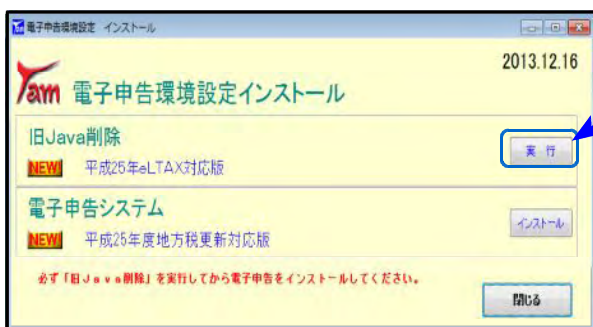 電子申告環境設定 インストール
2013.12.16
Tam 電子申告環境設定インストール
旧Java削除
実 行
NEW! 平成25年eLTAX対応版
電子申告システム
インストール
NEW! 平成25年度地方税更新対応版
必ず「旧Java削除」を実行してから電子申告をインストールしてください。
閉じる